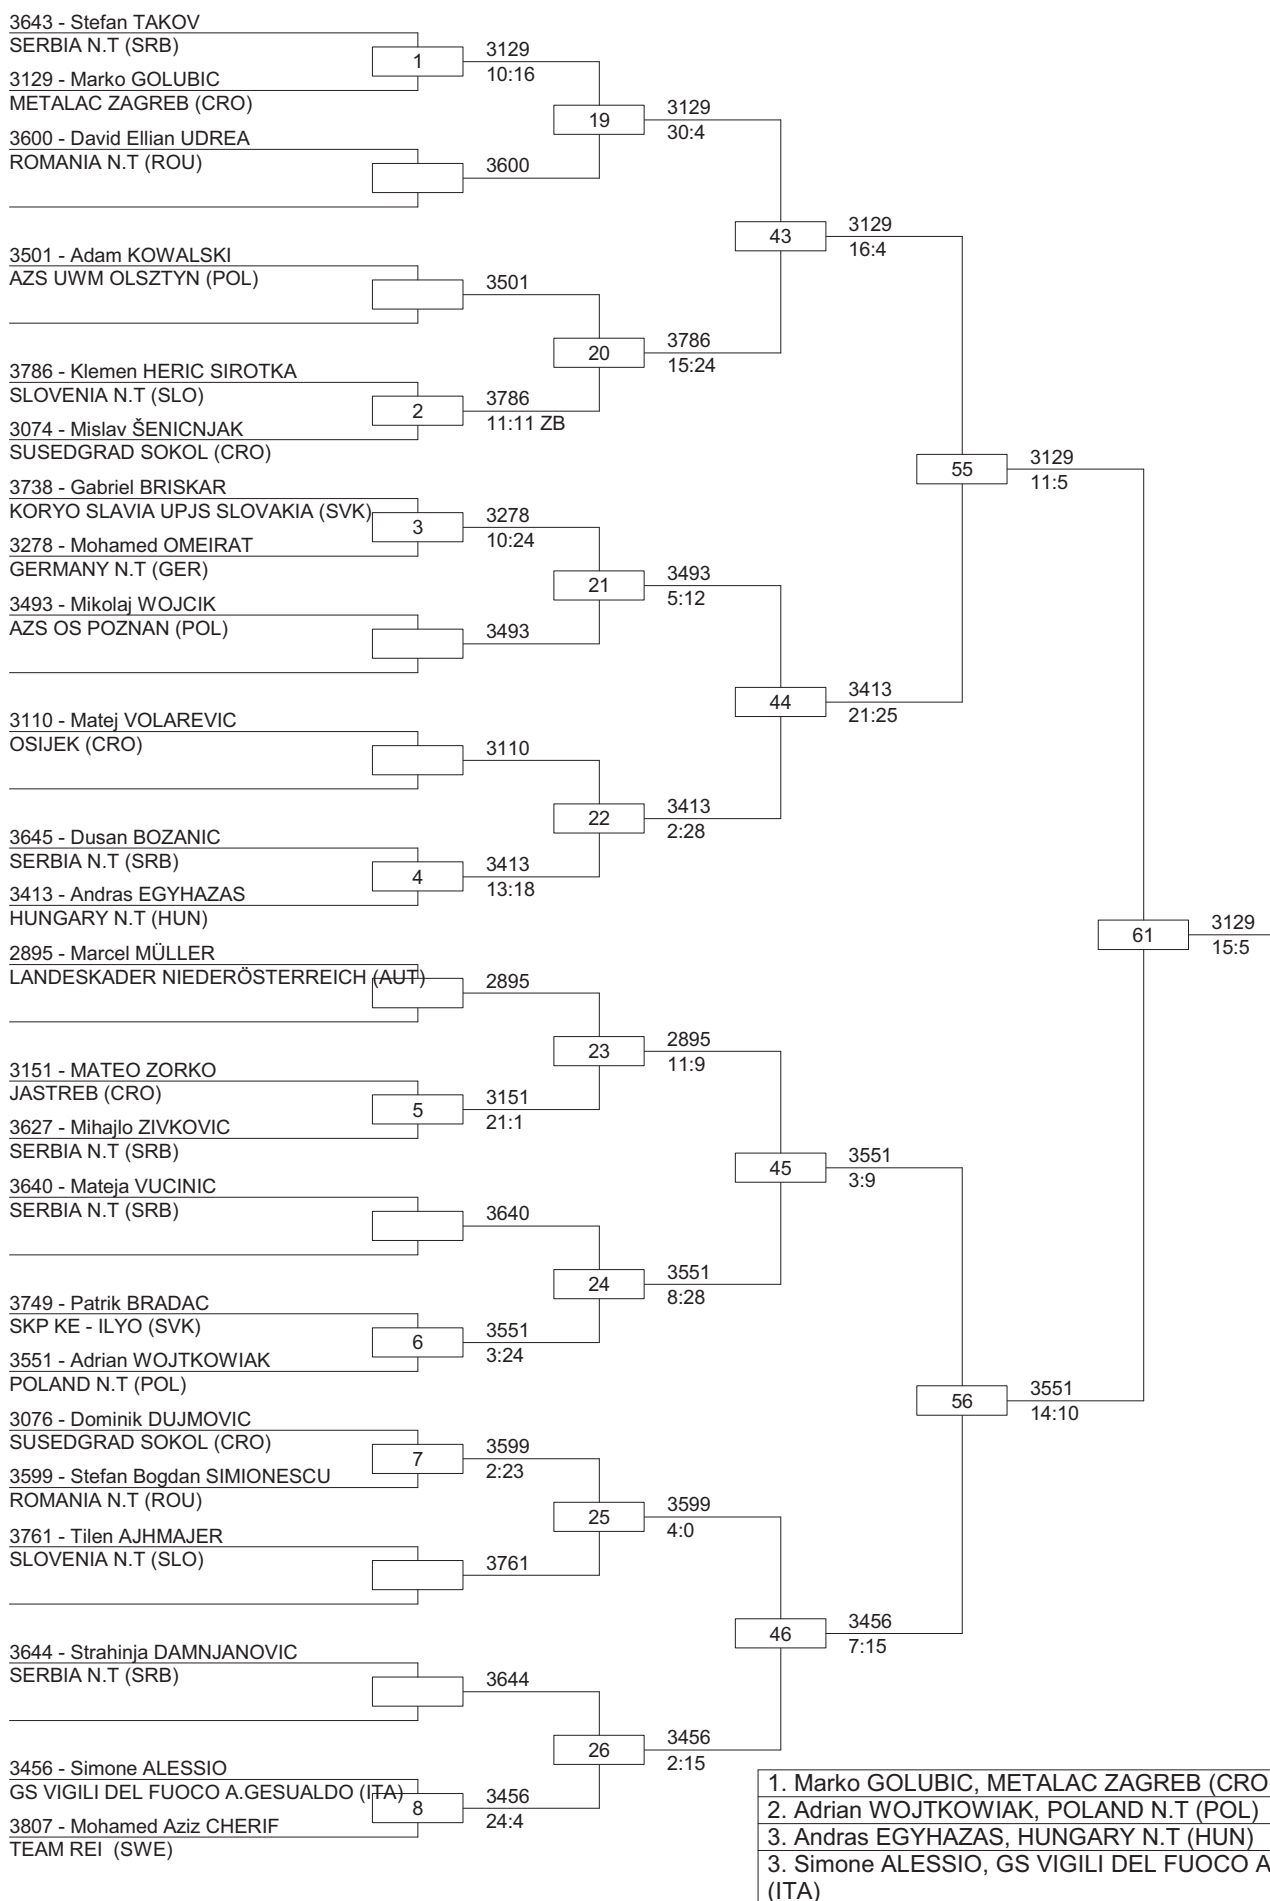 3643 - Stefan TAKOV
SERBIA N.T (SRB)
1
3129
10:16
3129 - Marko GOLUBIC
METALAC ZAGREB (CRO)
19
3129
30:4
3600 - David Ellian UDREA
ROMANIA N.T (ROU)
3600
43
3129
16:4
3501 - Adam KOWALSKI
AZS UWM OLSZTYN (POL)
3501
20
3786
15:24
3786 - Klemen HERIC SIROTKA
SLOVENIA N.T (SLO)
2
3786
11:11 ZB
3074 - Mislav ŠENICNJAK
SUSEDGRAD SOKOL (CRO)
55
3129
11:5
3738 - Gabriel BRISKAR
KORYO SLAVIA UPJS SLOVAKIA (SVK)
3
3278
10:24
3278 - Mohamed OMEIRAT
GERMANY N.T (GER)
21
3493
5:12
3493 - Mikolaj WOJCIK
AZS OS POZNAN (POL)
3493
44
3413
21:25
3110 - Matej VOLAREVIC
OSIJEK (CRO)
3110
22
3413
2:28
3645 - Dusan BOZANIC
SERBIA N.T (SRB)
4
3413
13:18
3413 - Andras EGYHAZAS
HUNGARY N.T (HUN)
61
3129
15:5
2895 - Marcel MÜLLER
LANDESKADER NIEDERÖSTERREICH (AUT)
2895
23
2895
11:9
3151 - MATEO ZORKO
JASTREB (CRO)
5
3151
21:1
3627 - Mihajlo ZIVKOVIC
SERBIA N.T (SRB)
45
3551
3:9
3640 - Mateja VUCINIC
SERBIA N.T (SRB)
3640
24
3551
8:28
3749 - Patrik BRADAC
SKP KE - ILYO (SVK)
6
3551
3:24
3551 - Adrian WOJTKOWIAK
POLAND N.T (POL)
56
3551
14:10
3076 - Dominik DUJMOVIC
SUSEDGRAD SOKOL (CRO)
7
3599
2:23
3599 - Stefan Bogdan SIMIONESCU
ROMANIA N.T (ROU)
25
3599
4:0
3761 - Tilen AJHMAJER
SLOVENIA N.T (SLO)
3761
46
3456
7:15
3644 - Strahinja DAMNJANOVIC
SERBIA N.T (SRB)
3644
26
3456
2:15
3456 - Simone ALESSIO
GS VIGILI DEL FUOCO A.GESUALDO (ITA)
8
3456
24:4
3807 - Mohamed Aziz CHERIF
TEAM REI (SWE)
1. Marko GOLUBIC, METALAC ZAGREB (CRO
2. Adrian WOJTKOWIAK, POLAND N.T (POL)
3. Andras EGYHAZAS, HUNGARY N.T (HUN)
3. Simone ALESSIO, GS VIGILI DEL FUOCO A
(ITA)